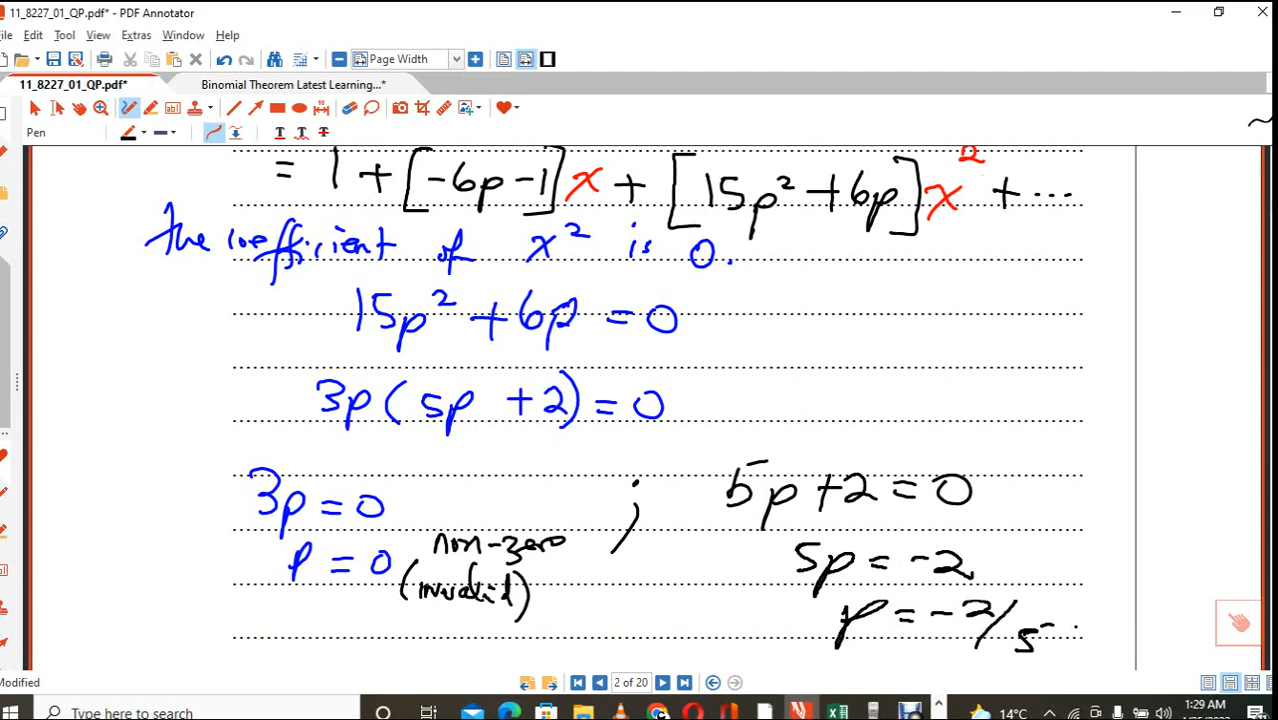 11_8227_01_QP.pdf* - PDF Annotator
ile Edit Tool View Extras Window Help
Page Width
11_8227_01_QP.pdf* Binomial Theorem Latest Learning...*
Pen
= 1 + [-6p -1]x + [15p² + 6p]x² + ...
the coefficient of x² is 0.
15p² + 6p = 0
3p(5p + 2) = 0
3p = 0 ; 5p + 2 = 0
p = 0 (non-zero invalid) 5p = -2
p = -2/5
Modified 2 of 20
Type here to search 14°C 1:29 AM